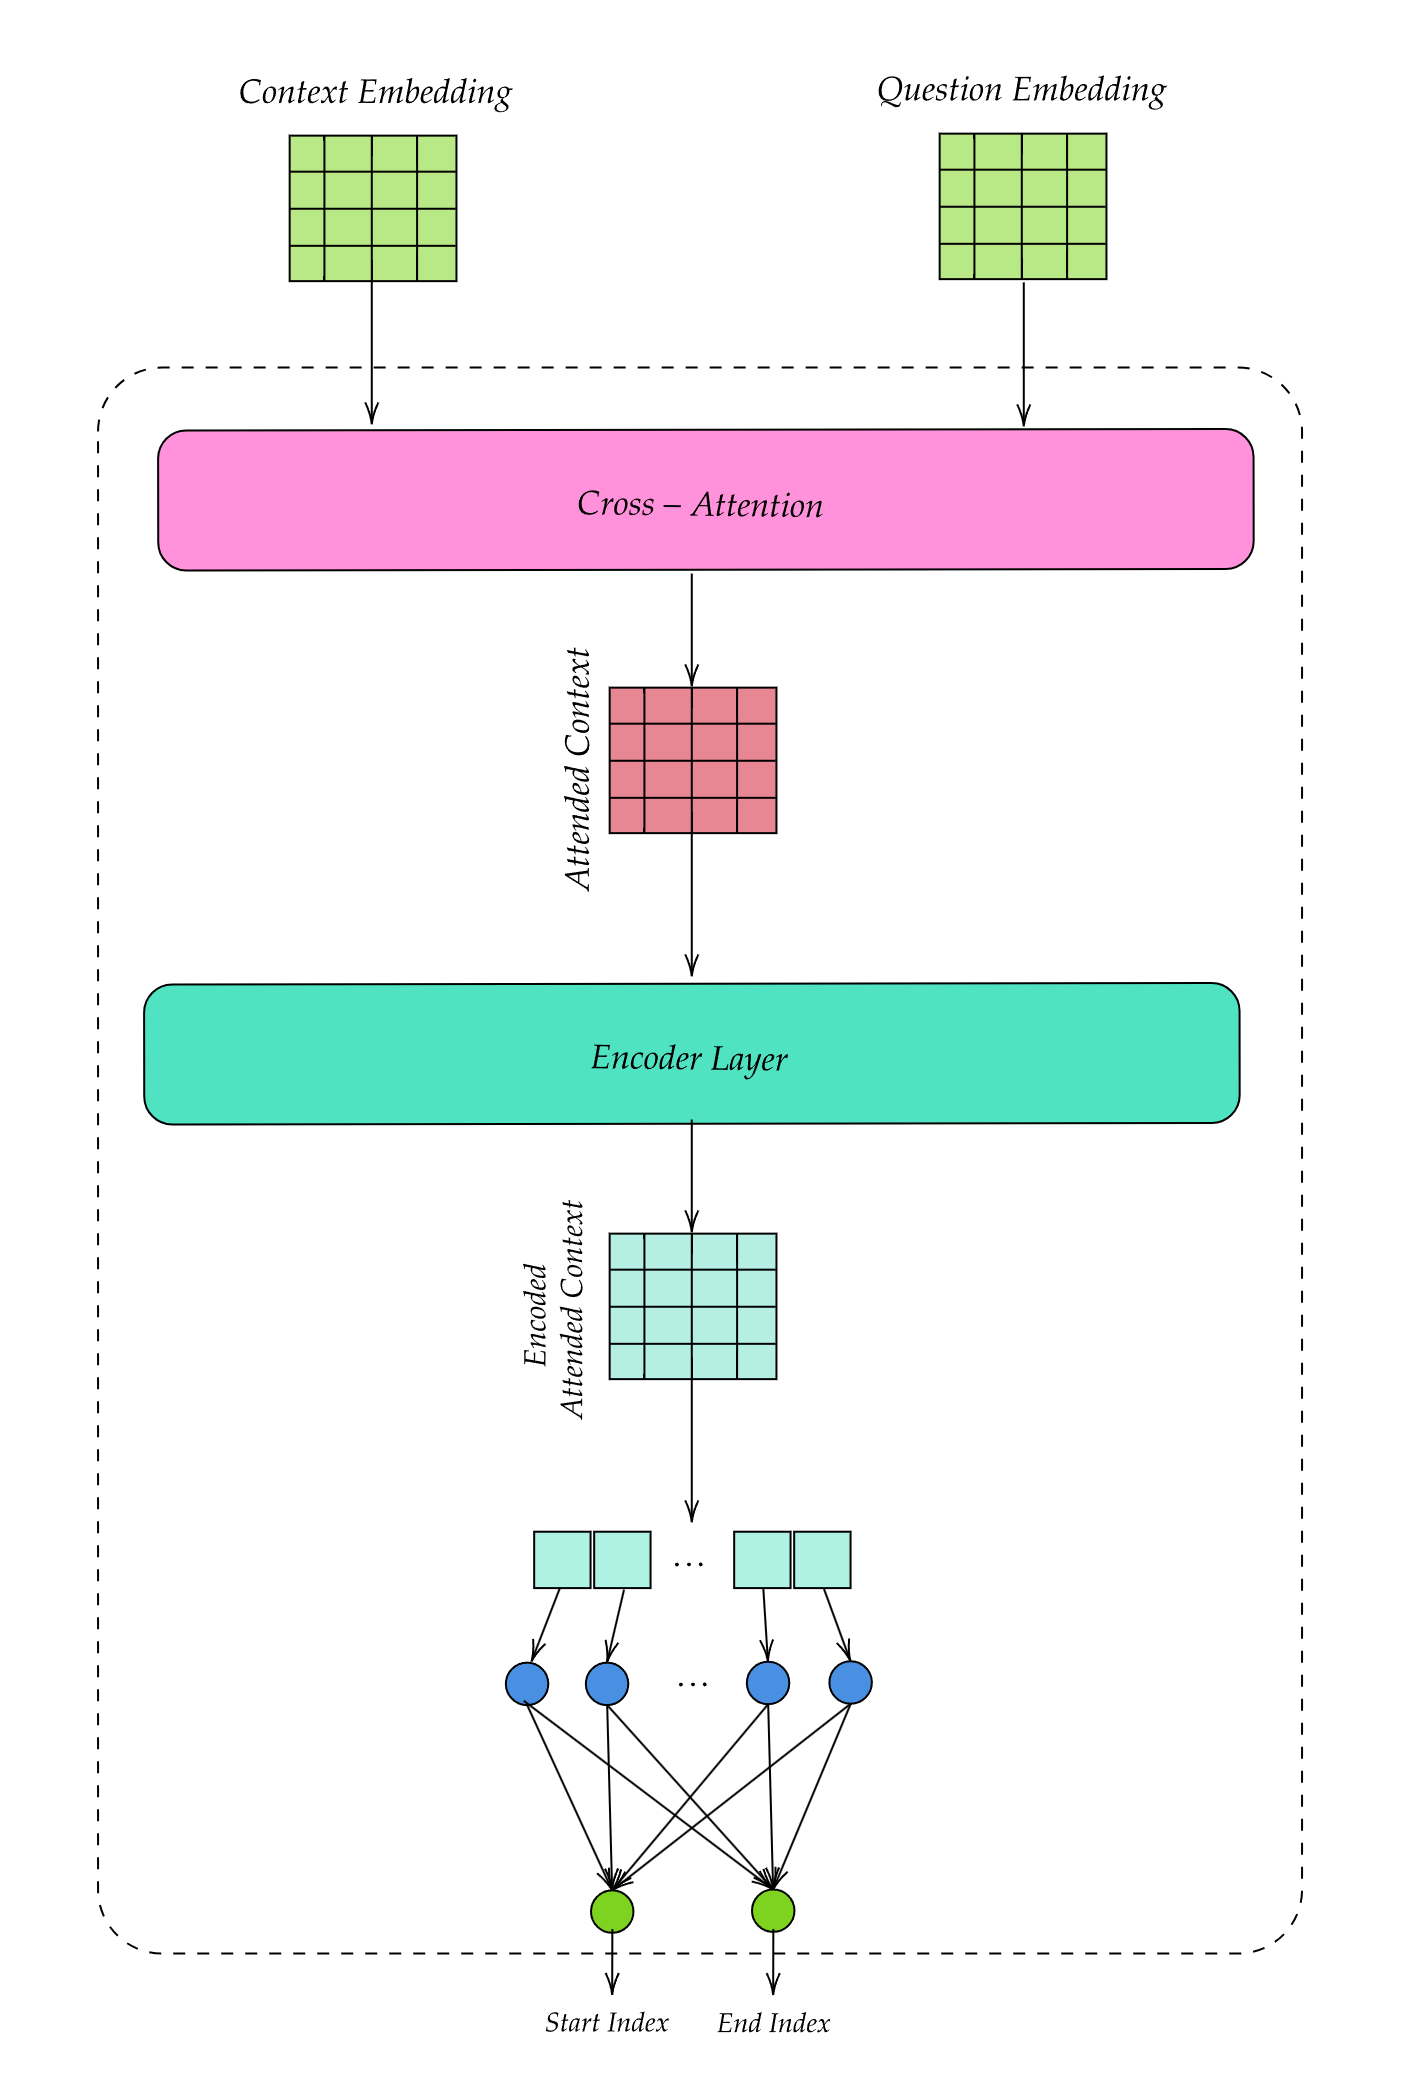 Context Embedding
Question Embedding
Cross – Attention
Attended Context
Encoder Layer
Encoded
Attended Context
...
...
Start Index
End Index